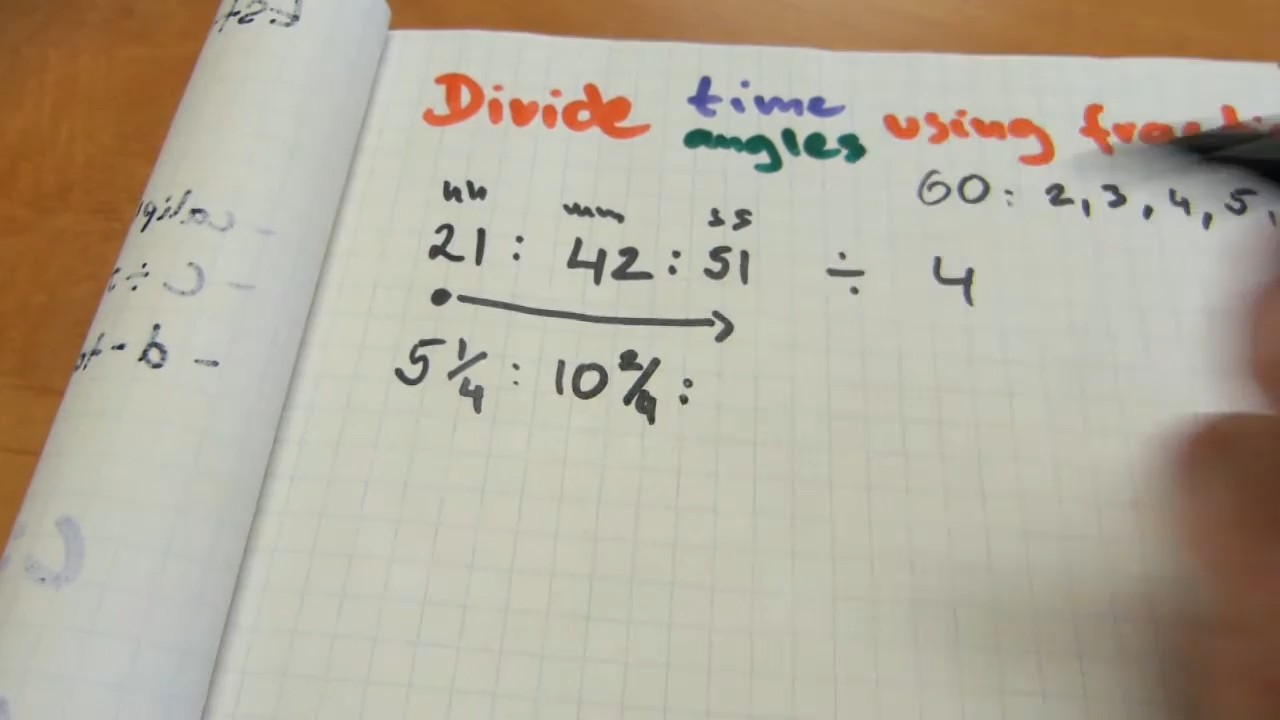 Divide time angles using
60: 2, 3, 4, 5,
hh mm ss
21 : 42 : 51 ÷ 4
5 1/4 : 10 2/4 :